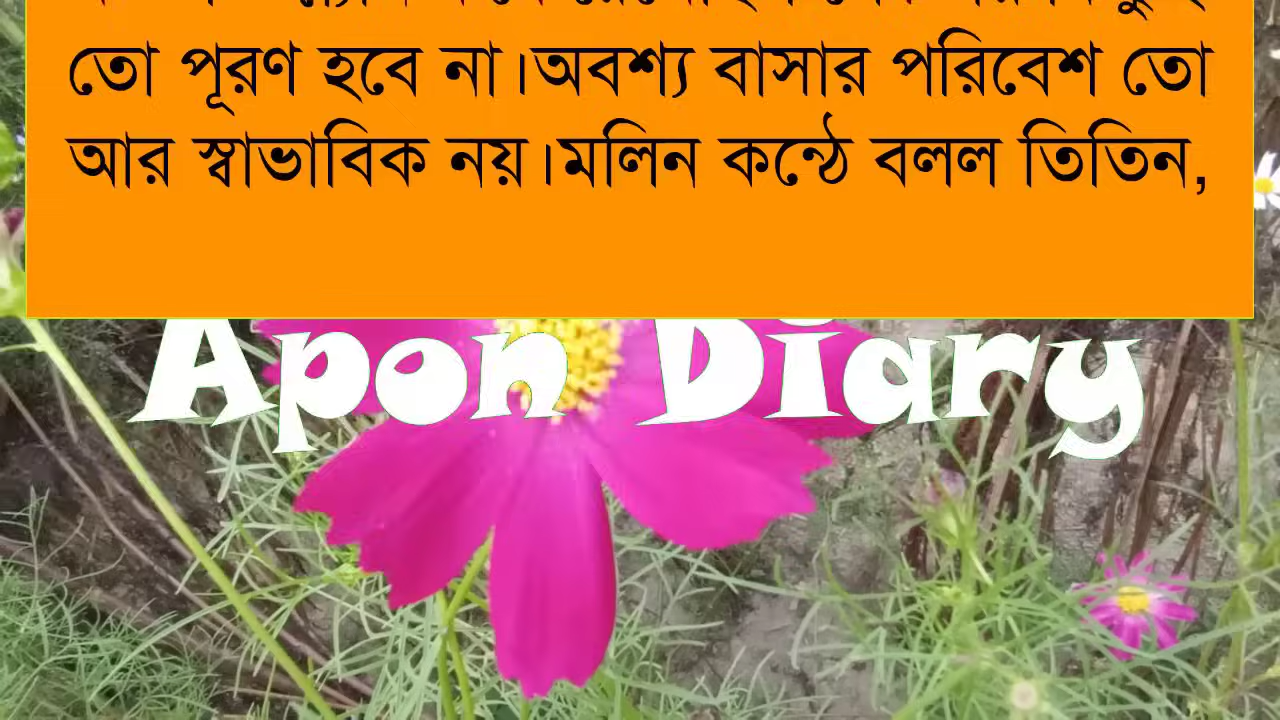 তো পূরণ হবে না।অবশ্য বাসার পরিবেশ তো
আর স্বাভাবিক নয়।মলিন কন্ঠে বলল তিতিন,
Apon Diary